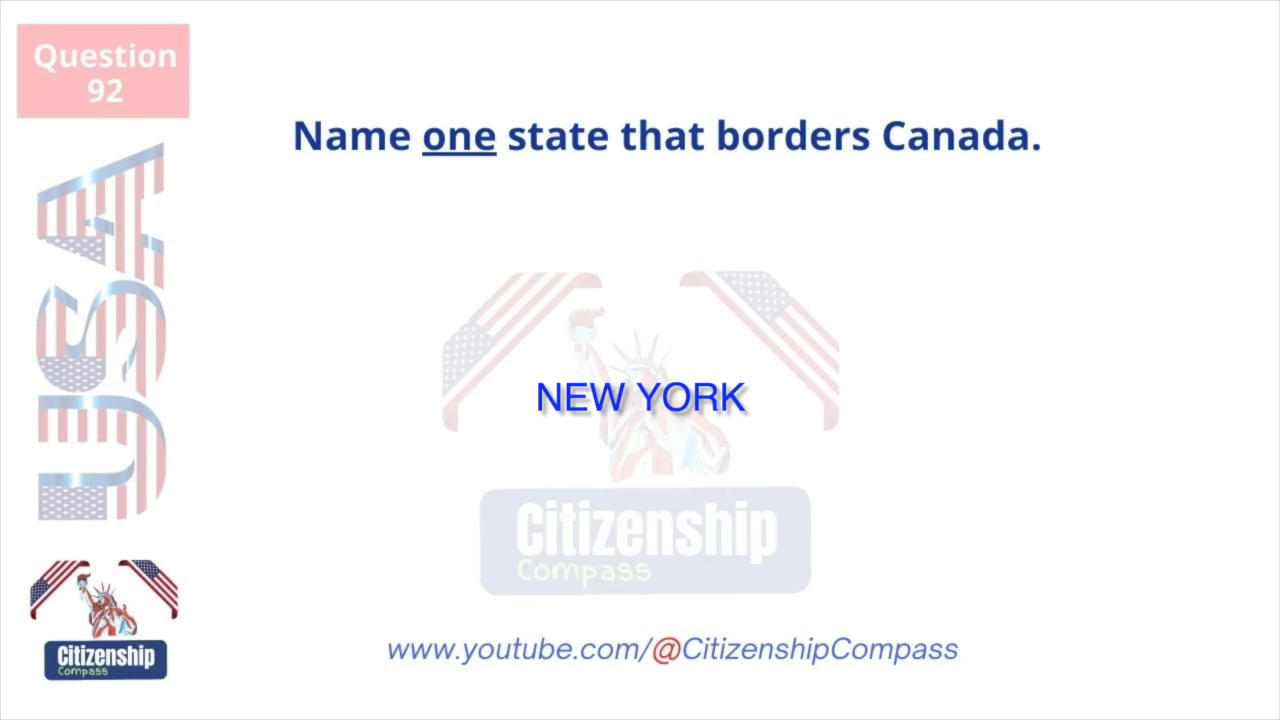 Question
92
Name one state that borders Canada.
USA
NEW YORK
Citizenship
Compass
Citizenship
Compass
www.youtube.com/@CitizenshipCompass